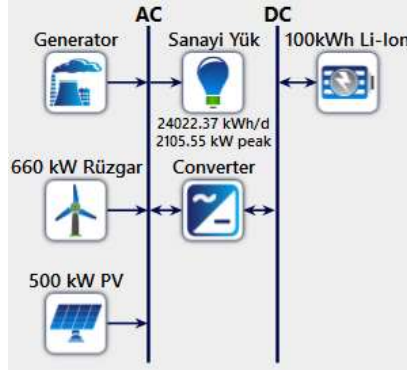 AC DC
Generator Sanayi Yük 100kWh Li-Ion
24022.37 kWh/d
2105.55 kW peak
660 kW Rüzgar Converter
500 kW PV